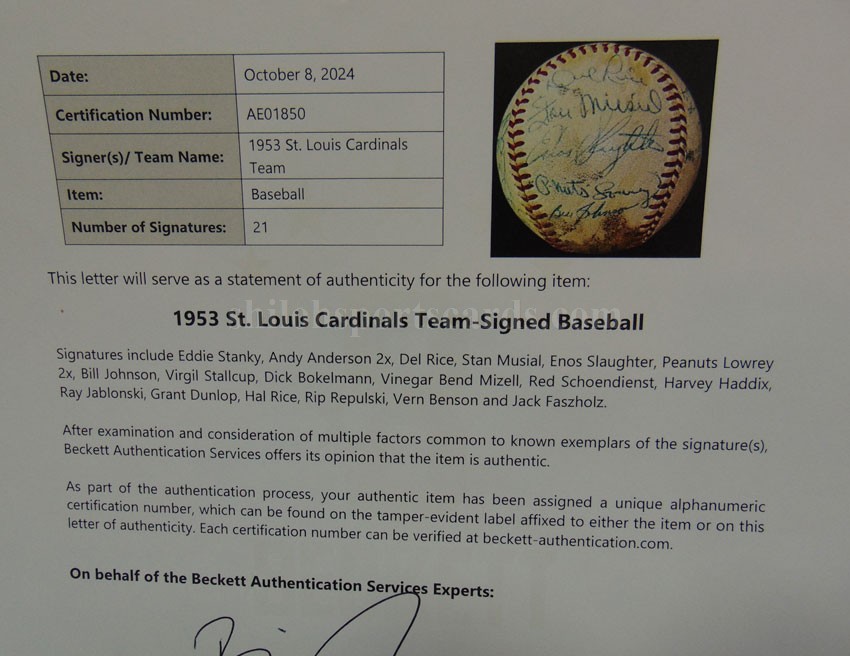 Date: October 8, 2024
Certification Number: AE01850
Signer(s)/ Team Name: 1953 St. Louis Cardinals
Team
Item: Baseball
Number of Signatures: 21
Del Rice
Stan Musial
Enos Slaughter
"P-Nuts" Lowrey
Bill Johnson
This letter will serve as a statement of authenticity for the following item:
1953 St. Louis Cardinals Team-Signed Baseball
Signatures include Eddie Stanky, Andy Anderson 2x, Del Rice, Stan Musial, Enos Slaughter, Peanuts Lowrey
2x, Bill Johnson, Virgil Stallcup, Dick Bokelmann, Vinegar Bend Mizell, Red Schoendienst, Harvey Haddix,
Ray Jablonski, Grant Dunlop, Hal Rice, Rip Repulski, Vern Benson and Jack Faszholz.
After examination and consideration of multiple factors common to known exemplars of the signature(s),
Beckett Authentication Services offers its opinion that the item is authentic.
As part of the authentication process, your authentic item has been assigned a unique alphanumeric
certification number, which can be found on the tamper-evident label affixed to either the item or on this
letter of authenticity. Each certification number can be verified at beckett-authentication.com.
On behalf of the Beckett Authentication Services Experts: